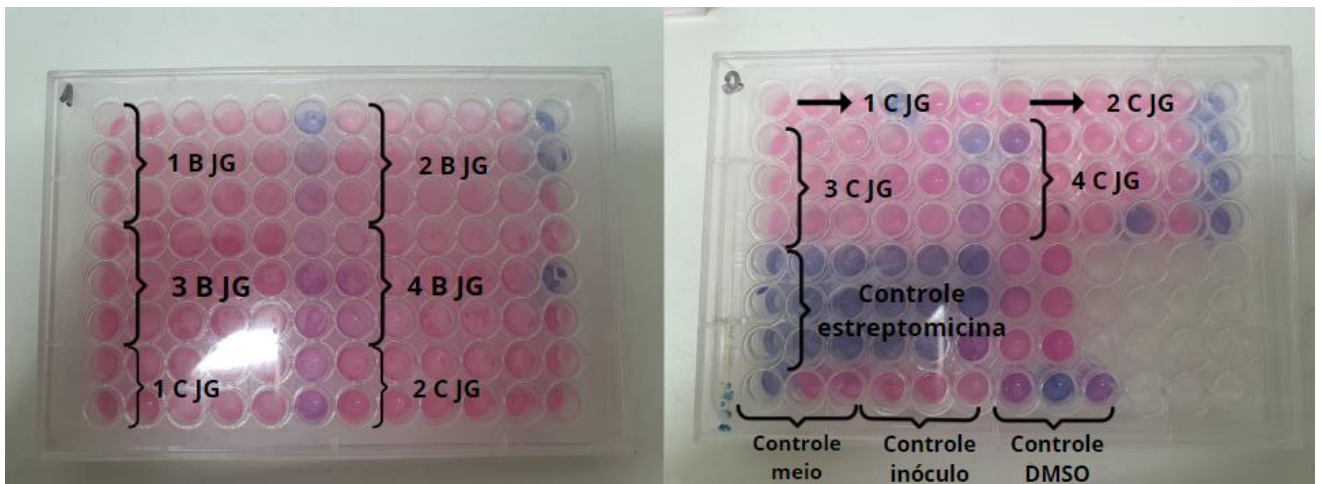 1 B JG
2 B JG
3 B JG
4 B JG
1 C JG
2 C JG
1 C JG
2 C JG
3 C JG
4 C JG
Controle
estreptomicina
Controle
meio
Controle
inóculo
Controle
DMSO